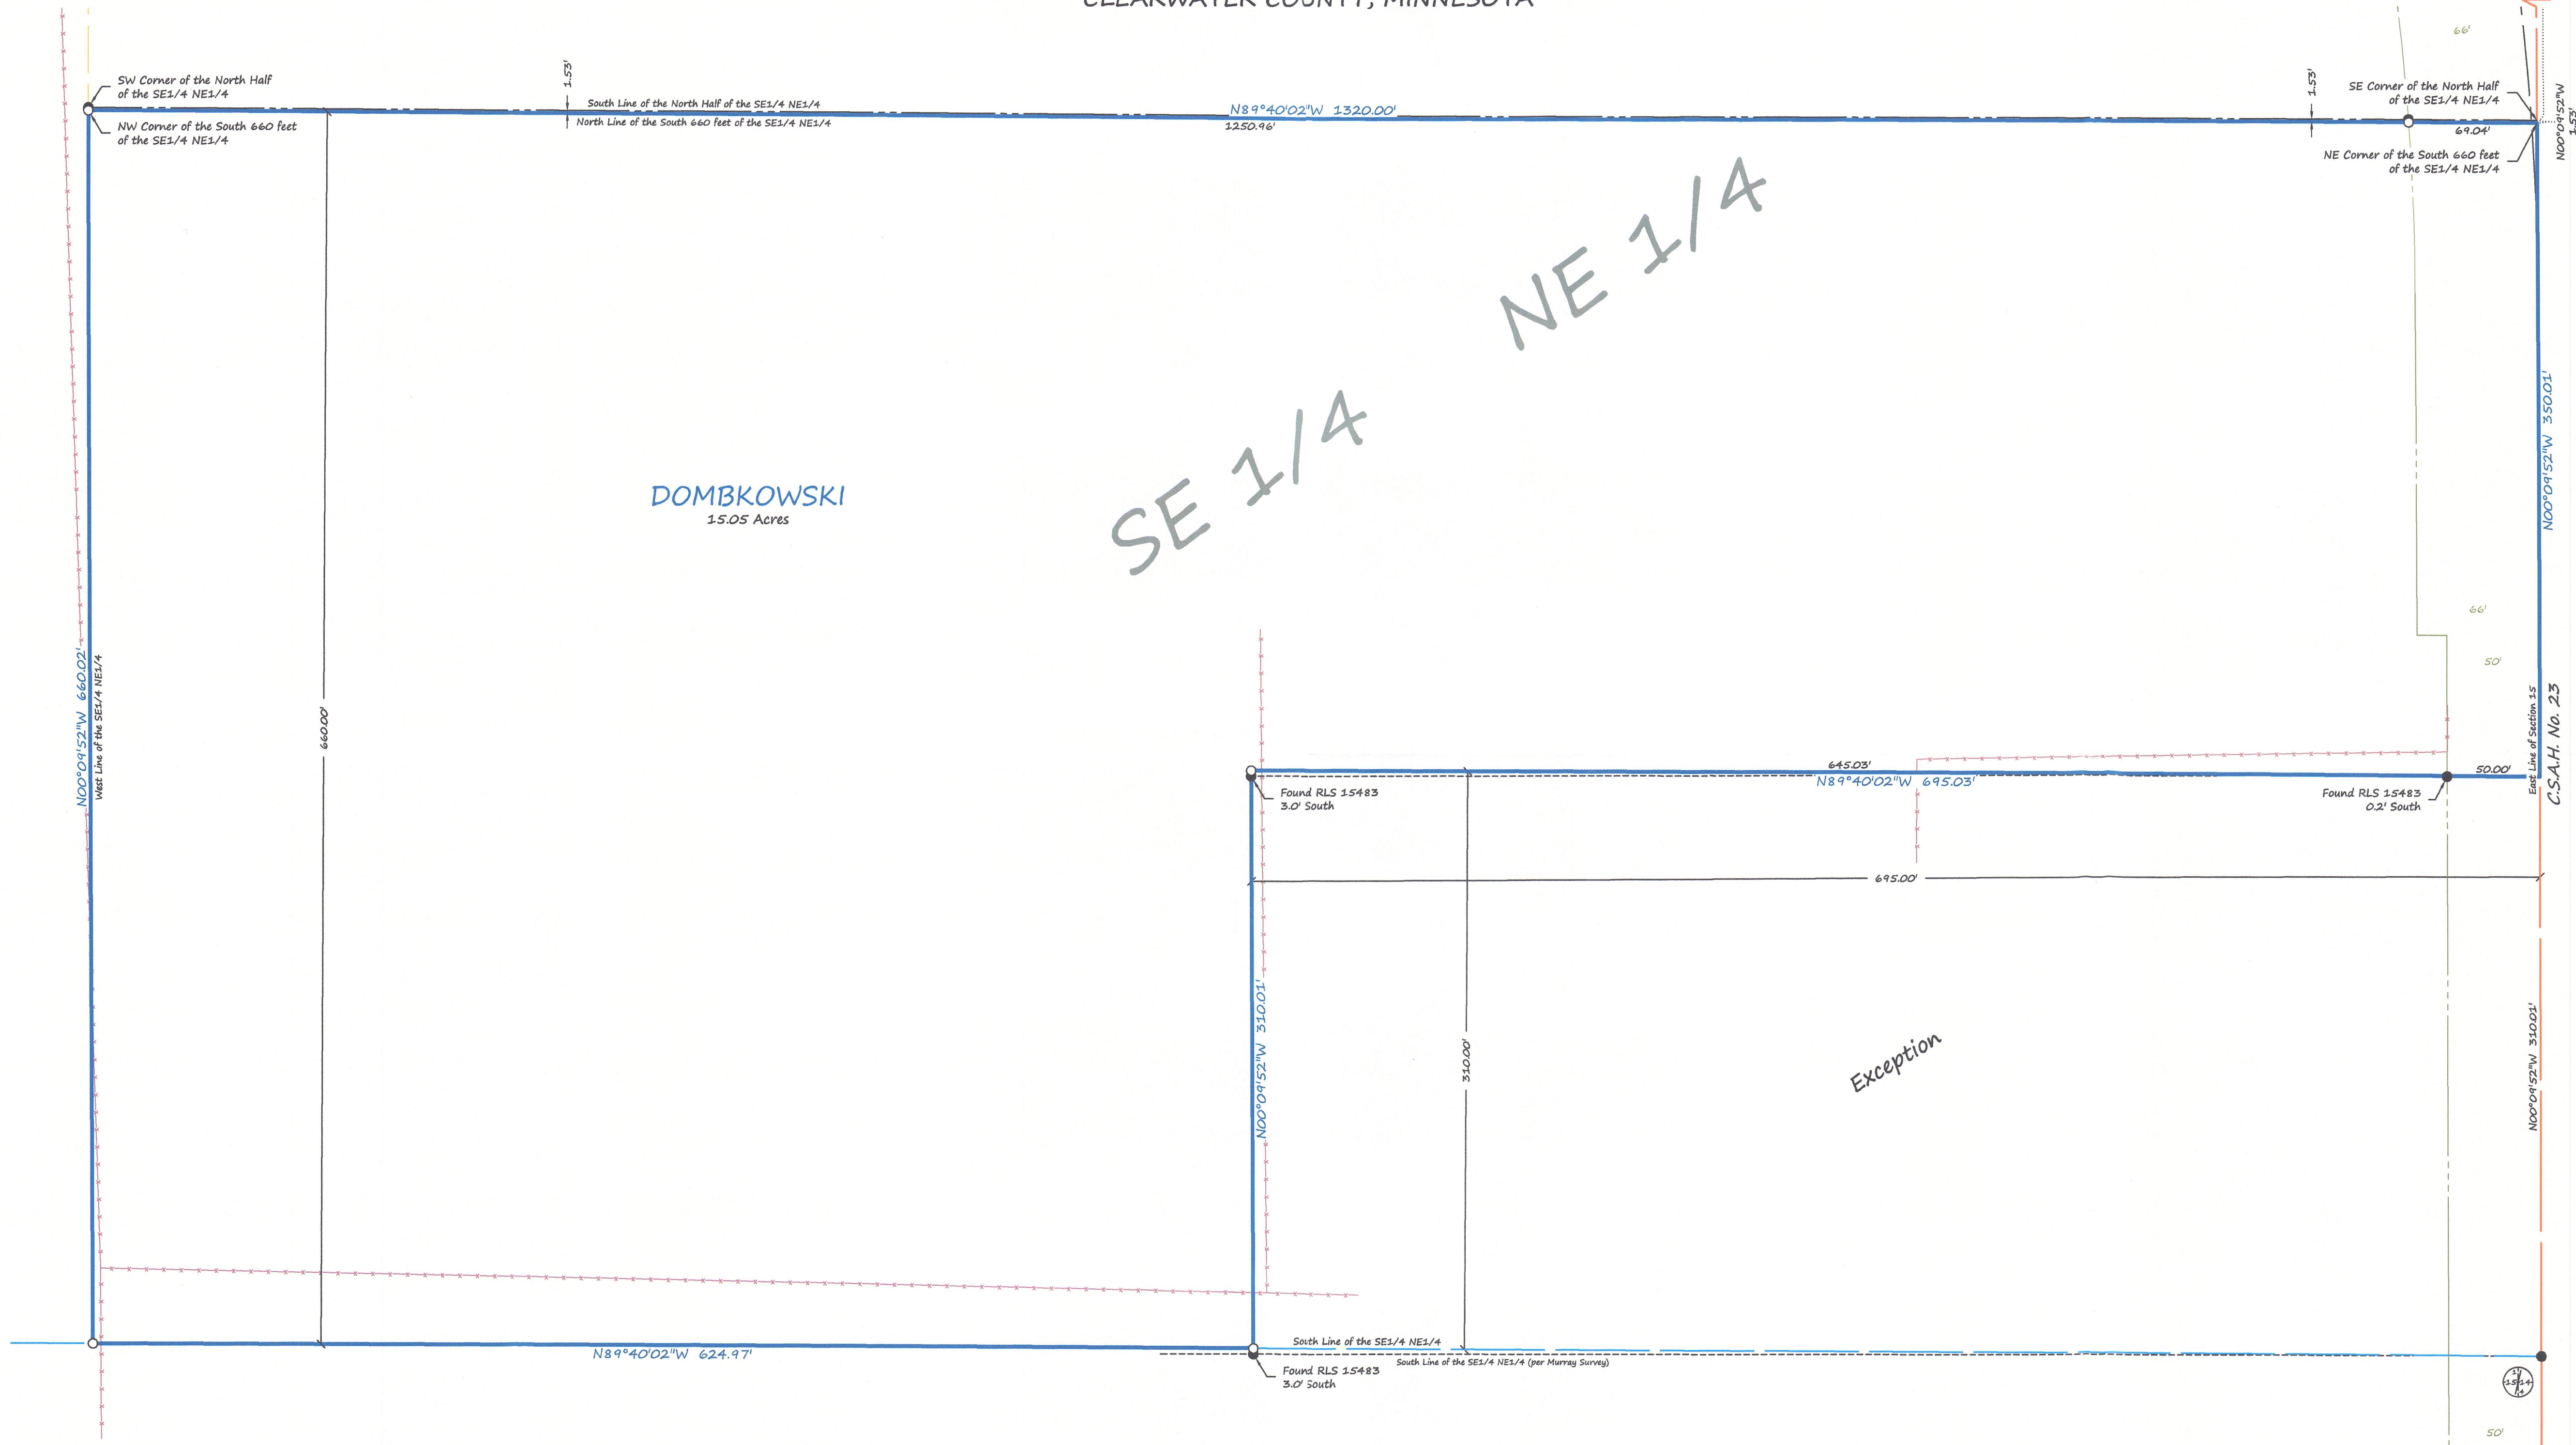 CLEARWATER COUNTY, MINNESOTA
66'
SW Corner of the North Half
of the SE1/4 NE1/4
1.53'
South Line of the North Half of the SE1/4 NE1/4
North Line of the South 660 feet of the SE1/4 NE1/4
N89°40'02"W 1320.00'
1250.96'
1.53'
SE Corner of the North Half
of the SE1/4 NE1/4
69.04'
N00°09'52"W
1.53'
NW Corner of the South 660 feet
of the SE1/4 NE1/4
NE Corner of the South 660 feet
of the SE1/4 NE1/4
SE 1/4 NE 1/4
DOMBKOWSKI
15.05 Acres
N00°09'52"W 350.01'
66'
50'
N00°09'52"W 660.02'
West Line of the SE1/4 NE1/4
660.00'
East Line of Section 15
C.S.A.H. No. 23
645.03'
N89°40'02"W 695.03'
50.00'
Found RLS 15483
3.0' South
Found RLS 15483
0.2' South
695.00'
N00°09'52"W 310.01'
310.00'
Exception
N00°09'52"W 310.01'
N89°40'02"W 624.97'
South Line of the SE1/4 NE1/4
South Line of the SE1/4 NE1/4 (per Murray Survey)
Found RLS 15483
3.0' South
15 14
50'